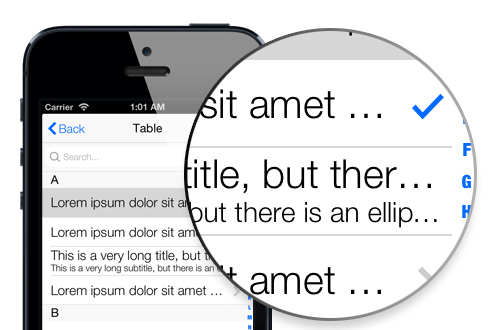 Carrier 1:01 AM
Back Table
Search...
A
Lorem ipsum dolor sit am
Lorem ipsum dolor sit am
This is a very long title, but t
This is a very long subtitle, but there is an
Lorem ipsum dolor sit amet ...
B
L
M
N
sit amet ...
F
title, but ther...
G
but there is an ellip...
H
t amet ...